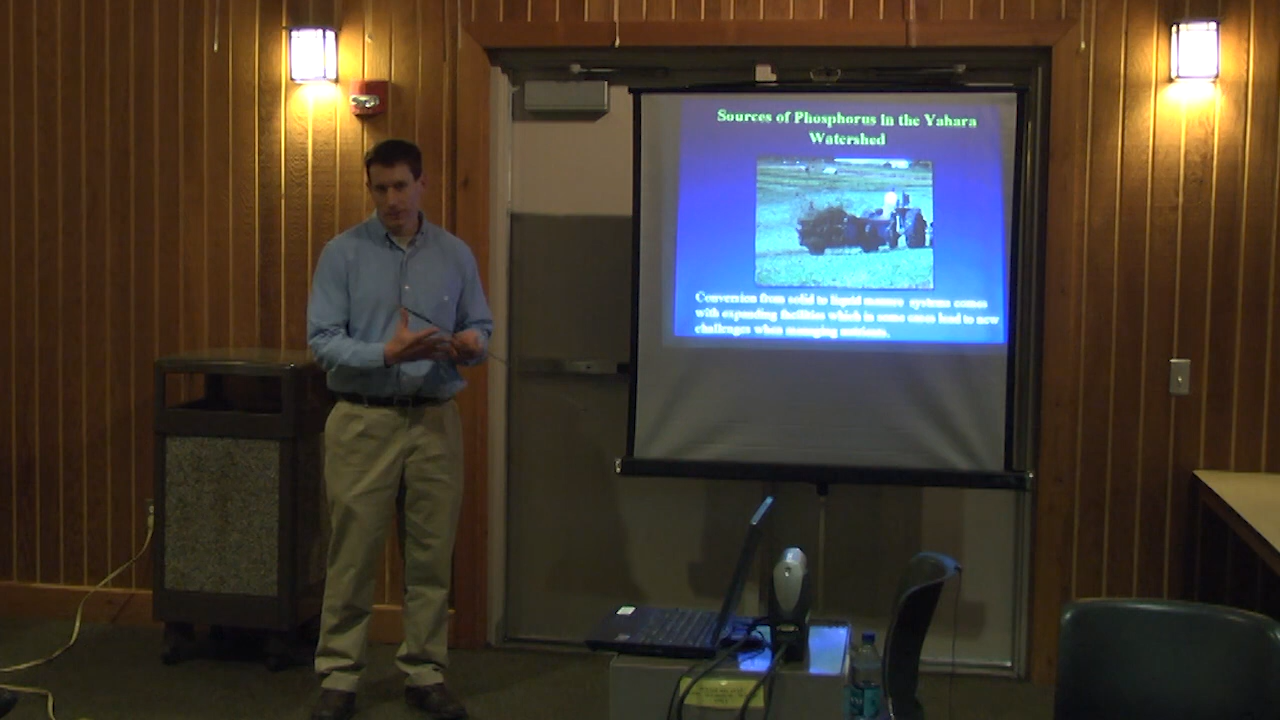 Sources of Phosphorus in the Yahara
Watershed
Conversion from solid to liquid manure systems comes
with expanding facilities which in some cases lead to new
challenges when managing nutrients.